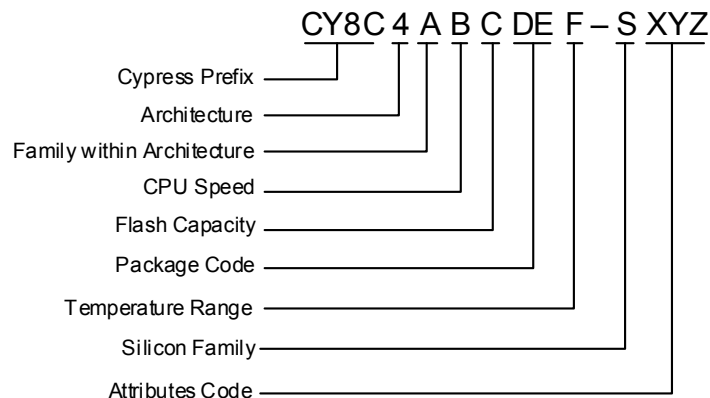 CY8C 4 A B C DE F – S XYZ
Cypress Prefix
Architecture
Family within Architecture
CPU Speed
Flash Capacity
Package Code
Temperature Range
Silicon Family
Attributes Code